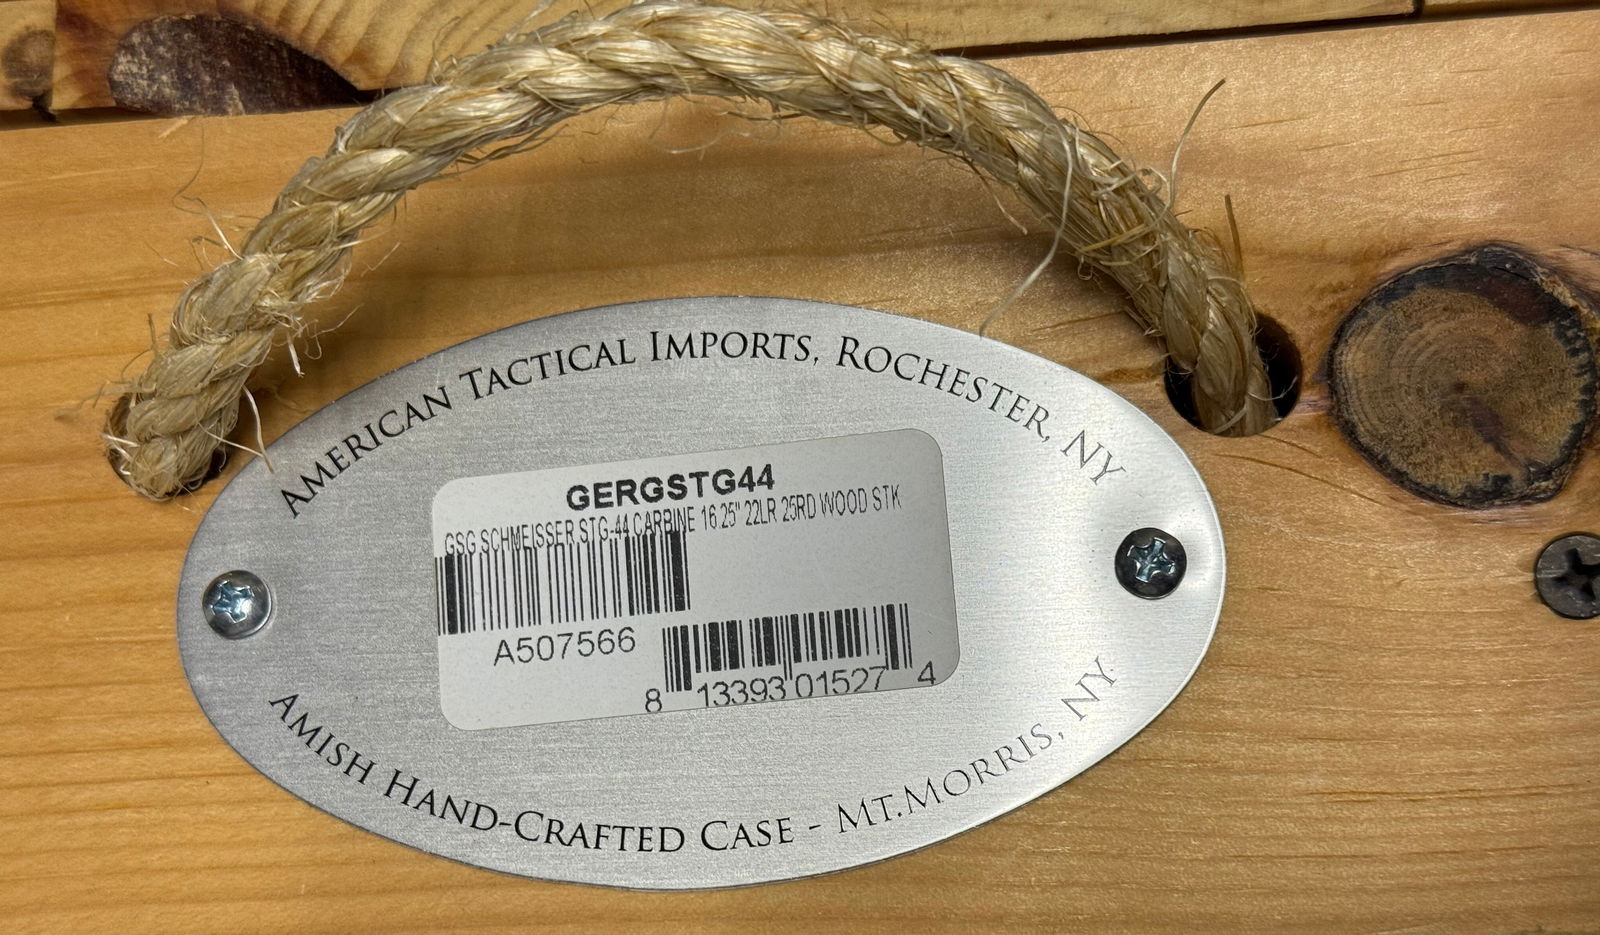 AMERICAN TACTICAL IMPORTS, ROCHESTER, NY
GERGSTG44
GSG SCHMEISSER STG-44 CARBINE 16.25" 22LR 25RD WOOD STK
A507566
8 13393 01527 4
AMISH HAND-CRAFTED CASE - MT.MORRIS, NY.